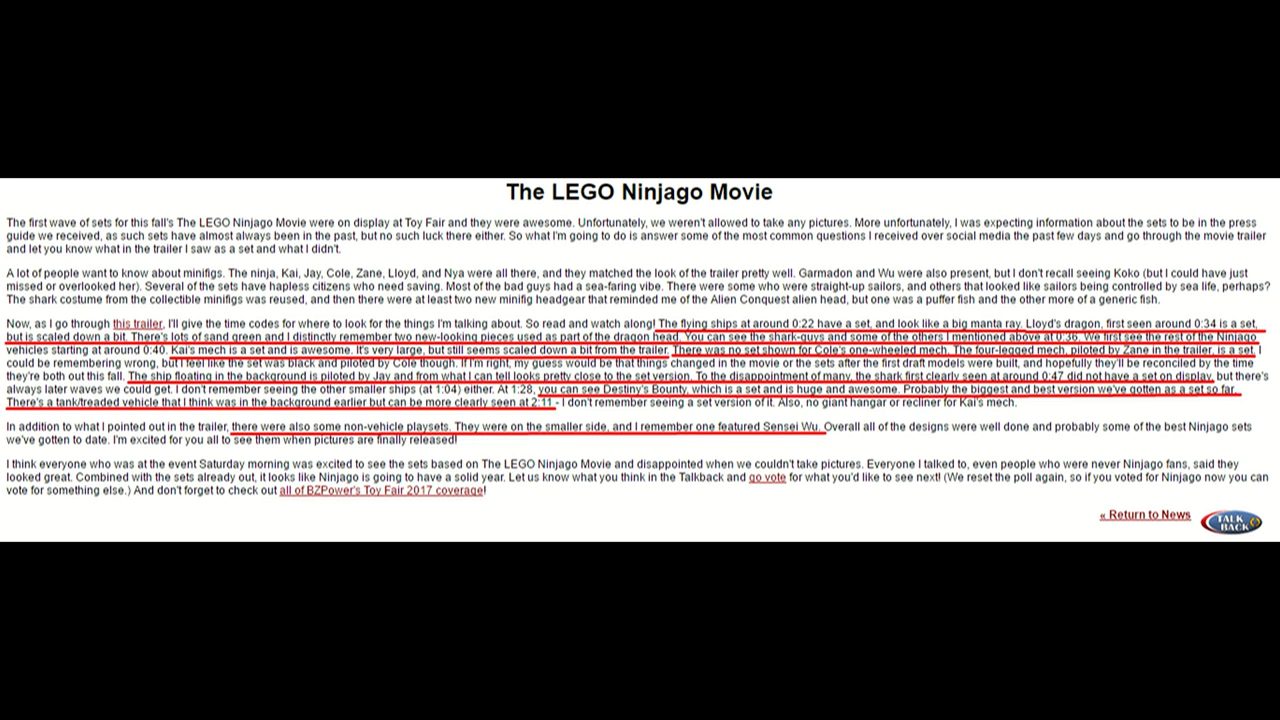 The LEGO Ninjago Movie
The first wave of sets for this fall's The LEGO Ninjago Movie were on display at Toy Fair and they were awesome. Unfortunately, we weren't allowed to take any pictures. More unfortunately, I was expecting information about the sets to be in the press
guide we received, as such sets have almost always been in the past, but no such luck there either. So what I'm going to do is answer some of the most common questions I received over social media the past few days and go through the movie trailer
and let you know what in the trailer I saw as a set and what I didn't.
A lot of people want to know about minifigs. The ninja, Kai, Jay, Cole, Zane, Lloyd, and Nya were all there, and they matched the look of the trailer pretty well. Garmadon and Wu were also present, but I don't recall seeing Koko (but I could have just
missed or overlooked her). Several of the sets have hapless citizens who need saving. Most of the bad guys had a sea-faring vibe. There were some who were straight-up sailors, and others that looked like sailors being controlled by sea life, perhaps?
The shark costume from the collectible minifigs was reused, and then there were at least two new minifig headgear that reminded me of the Alien Conquest alien head, but one was a puffer fish and the other more of a generic fish.
Now, as I go through this trailer, I'll give the time codes for where to look for the things I'm talking about. So read and watch along! The flying ships at around 0:22 have a set, and look like a big manta ray. Lloyd's dragon, first seen around 0:34 is a set,
but is scaled down a bit. There's lots of sand green and I distinctly remember two new-looking pieces used as part of the dragon head. You can see the shark-guys and some of the others I mentioned above at 0:36. We first see the rest of the Ninjago
vehicles starting at around 0:40. Kai's mech is a set and is awesome. It's very large, but still seems scaled down a bit from the trailer. There was no set shown for Cole's one-wheeled mech. The four-legged mech, piloted by Zane in the trailer, is a set. I
could be remembering wrong, but I feel like the set was black and piloted by Cole though. If I'm right, my guess would be that things changed in the movie or the sets after the first draft models were built, and hopefully they'll be reconciled by the time
they're both out this fall. The ship floating in the background is piloted by Jay and from what I can tell looks pretty close to the set version. To the disappointment of many, the shark first clearly seen at around 0:47 did not have a set on display, but there's
always later waves we could get. I don't remember seeing the other smaller ships (at 1:04) either. At 1:28, you can see Destiny's Bounty, which is a set and is huge and awesome. Probably the biggest and best version we've gotten as a set so far.
There's a tank/treaded vehicle that I think was in the background earlier but can be more clearly seen at 2:11 - I don't remember seeing a set version of it. Also, no giant hangar or recliner for Kai's mech.
In addition to what I pointed out in the trailer, there were also some non-vehicle playsets. They were on the smaller side, and I remember one featured Sensei Wu. Overall all of the designs were well done and probably some of the best Ninjago sets
we've gotten to date. I'm excited for you all to see them when pictures are finally released!
I think everyone who was at the event Saturday morning was excited to see the sets based on The LEGO Ninjago Movie and disappointed when we couldn't take pictures. Everyone I talked to, even people who were never Ninjago fans, said they
looked great. Combined with the sets already out, it looks like Ninjago is going to have a solid year. Let us know what you think in the Talkback and go vote for what you'd like to see next! (We reset the poll again, so if you voted for Ninjago now you can
vote for something else.) And don't forget to check out all of BZPower's Toy Fair 2017 coverage!
« Return to News
TALK
BACK